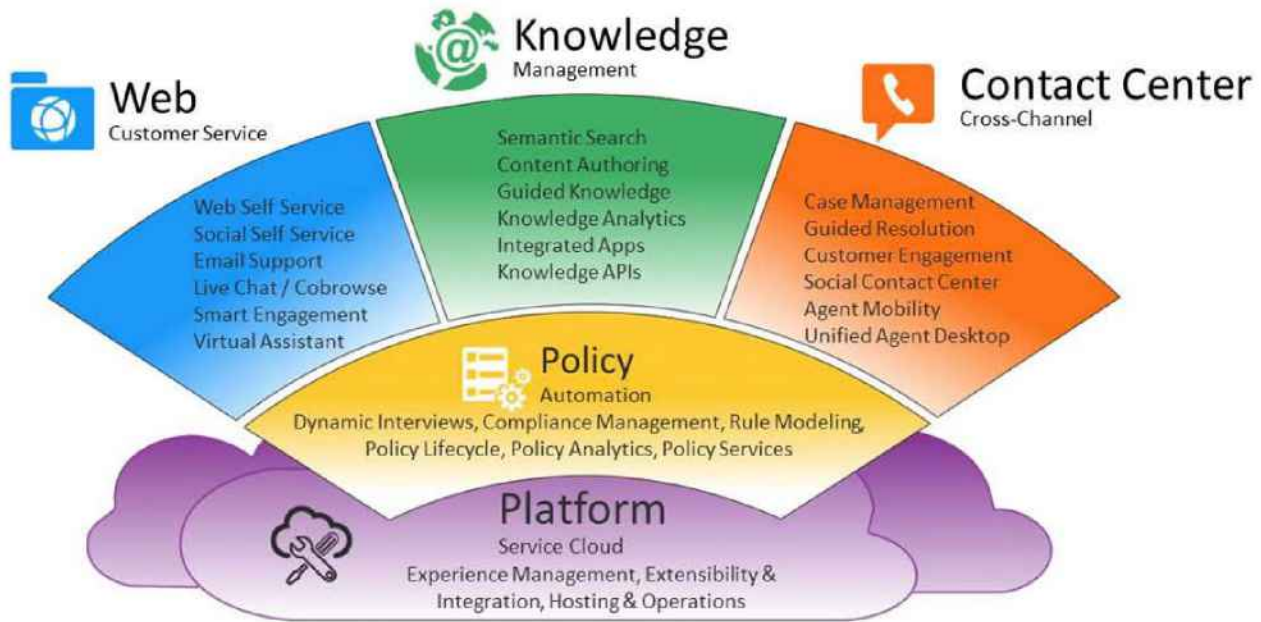 Knowledge
Management
Web
Customer Service
Contact Center
Cross-Channel
Web Self Service
Social Self Service
Email Support
Live Chat / Cobrowse
Smart Engagement
Virtual Assistant
Semantic Search
Content Authoring
Guided Knowledge
Knowledge Analytics
Integrated Apps
Knowledge APIs
Case Management
Guided Resolution
Customer Engagement
Social Contact Center
Agent Mobility
Unified Agent Desktop
Policy
Automation
Dynamic Interviews, Compliance Management, Rule Modeling,
Policy Lifecycle, Policy Analytics, Policy Services
Platform
Service Cloud
Experience Management, Extensibility &
Integration, Hosting & Operations